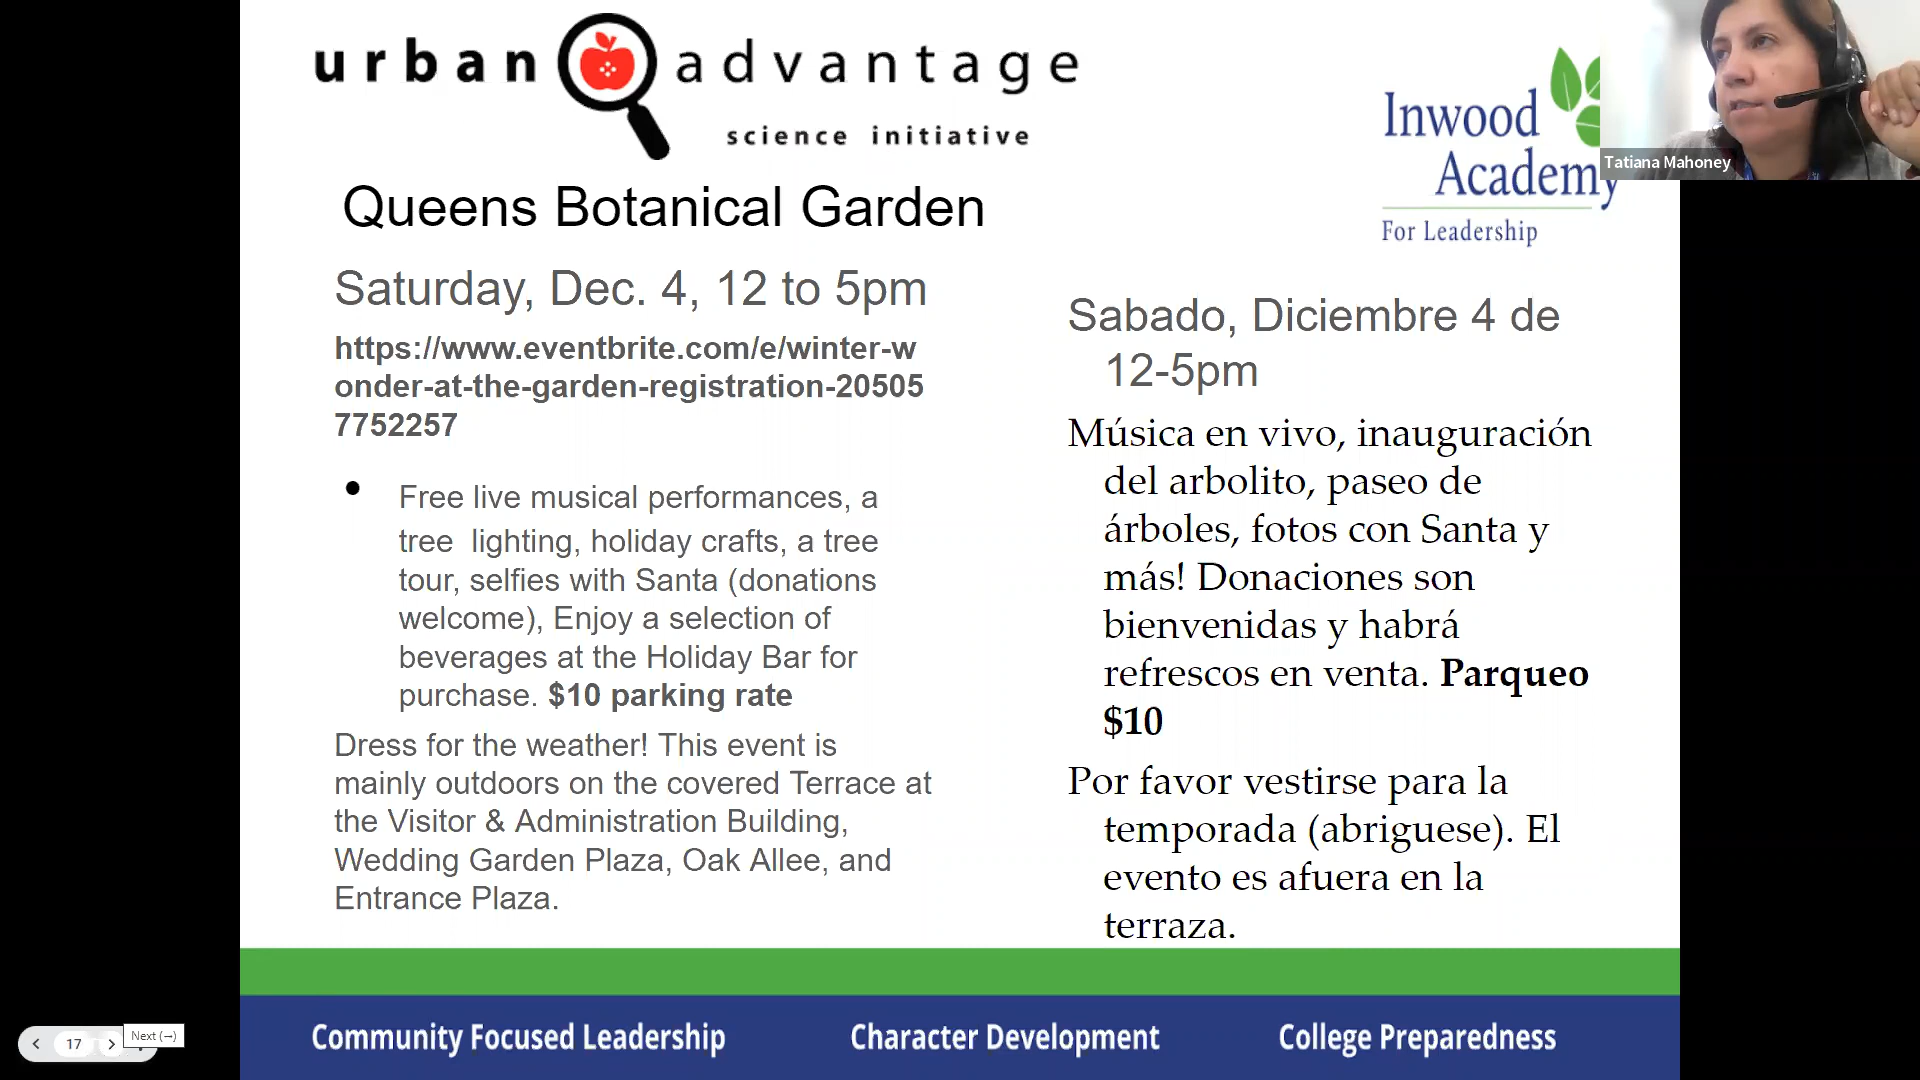 urban advantage
science initiative
Inwood
Academy
For Leadership
Tatiana Mahoney
Queens Botanical Garden
Saturday, Dec. 4, 12 to 5pm
https://www.eventbrite.com/e/winter-w
onder-at-the-garden-registration-20505
7752257
• Free live musical performances, a
tree lighting, holiday crafts, a tree
tour, selfies with Santa (donations
welcome), Enjoy a selection of
beverages at the Holiday Bar for
purchase. $10 parking rate
Dress for the weather! This event is
mainly outdoors on the covered Terrace at
the Visitor & Administration Building,
Wedding Garden Plaza, Oak Allee, and
Entrance Plaza.
Sabado, Diciembre 4 de
12-5pm
Música en vivo, inauguración
del arbolito, paseo de
árboles, fotos con Santa y
más! Donaciones son
bienvenidas y habrá
refrescos en venta. Parqueo
$10
Por favor vestirse para la
temporada (abriguese). El
evento es afuera en la
terraza.
Community Focused Leadership
Character Development
College Preparedness
17
Next (→)